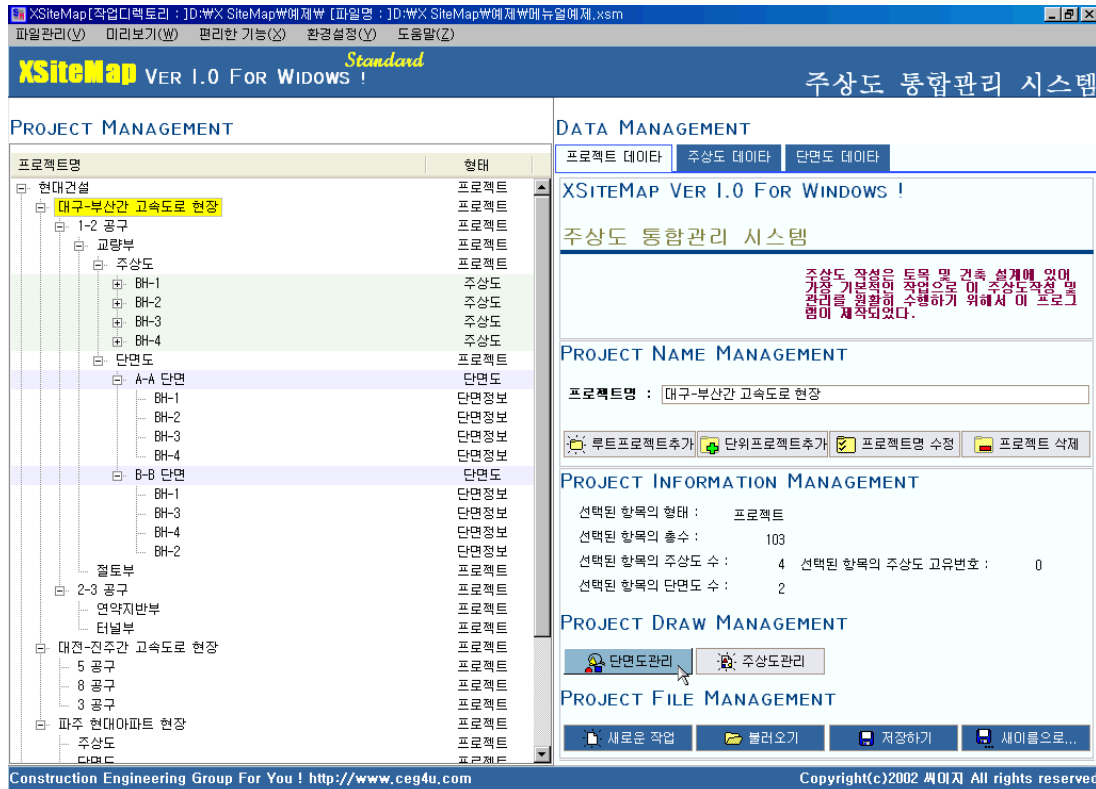 XSiteMap[작업디렉토리 : ]D:₩X SiteMap₩예제₩ [파일명 : ]D:₩X SiteMap₩예제₩메뉴얼예제.xsm
파일관리(V) 미리보기(W) 편리한 기능(X) 환경설정(Y) 도움말(Z)
Standard
XSiteMap VER 1.0 FOR WIDOWS !
주상도 통합관리 시스템
PROJECT MANAGEMENT
프로젝트명 형태
현대건설 프로젝트
대구-부산간 고속도로 현장 프로젝트
1-2 공구 프로젝트
교량부 프로젝트
주상도 프로젝트
BH-1 주상도
BH-2 주상도
BH-3 주상도
BH-4 주상도
단면도 프로젝트
A-A 단면 단면도
BH-1 단면정보
BH-2 단면정보
BH-3 단면정보
BH-4 단면정보
B-B 단면 단면도
BH-1 단면정보
BH-3 단면정보
BH-4 단면정보
BH-2 단면정보
절토부 프로젝트
2-3 공구 프로젝트
연약지반부 프로젝트
터널부 프로젝트
대전-진주간 고속도로 현장 프로젝트
5 공구 프로젝트
8 공구 프로젝트
3 공구 프로젝트
파주 현대아파트 현장 프로젝트
주상도 프로젝트
단면도 프로젝트
DATA MANAGEMENT
프로젝트 데이타 주상도 데이타 단면도 데이타
XSITEMAP VER 1.0 FOR WINDOWS !
주상도 통합관리 시스템
주상도 작성은 토목 및 건축 설계에 있어
가장 기본적인 작업으로 이 주상도작성 및
관리를 원활히 수행하기 위해서 이 프로그
램이 제작되었다.
PROJECT NAME MANAGEMENT
프로젝트명 : 대구-부산간 고속도로 현장
루트프로젝트추가 단위프로젝트추가 프로젝트명 수정 프로젝트 삭제
PROJECT INFORMATION MANAGEMENT
선택된 항목의 형태 : 프로젝트
선택된 항목의 총수 : 103
선택된 항목의 주상도 수 : 4 선택된 항목의 주상도 고유번호 : 0
선택된 항목의 단면도 수 : 2
PROJECT DRAW MANAGEMENT
단면도관리 주상도관리
PROJECT FILE MANAGEMENT
새로운 작업 불러오기 저장하기 새이름으로...
Construction Engineering Group For You ! http://www.ceg4u.com
Copyright(c)2002 씨이지 All rights reserved